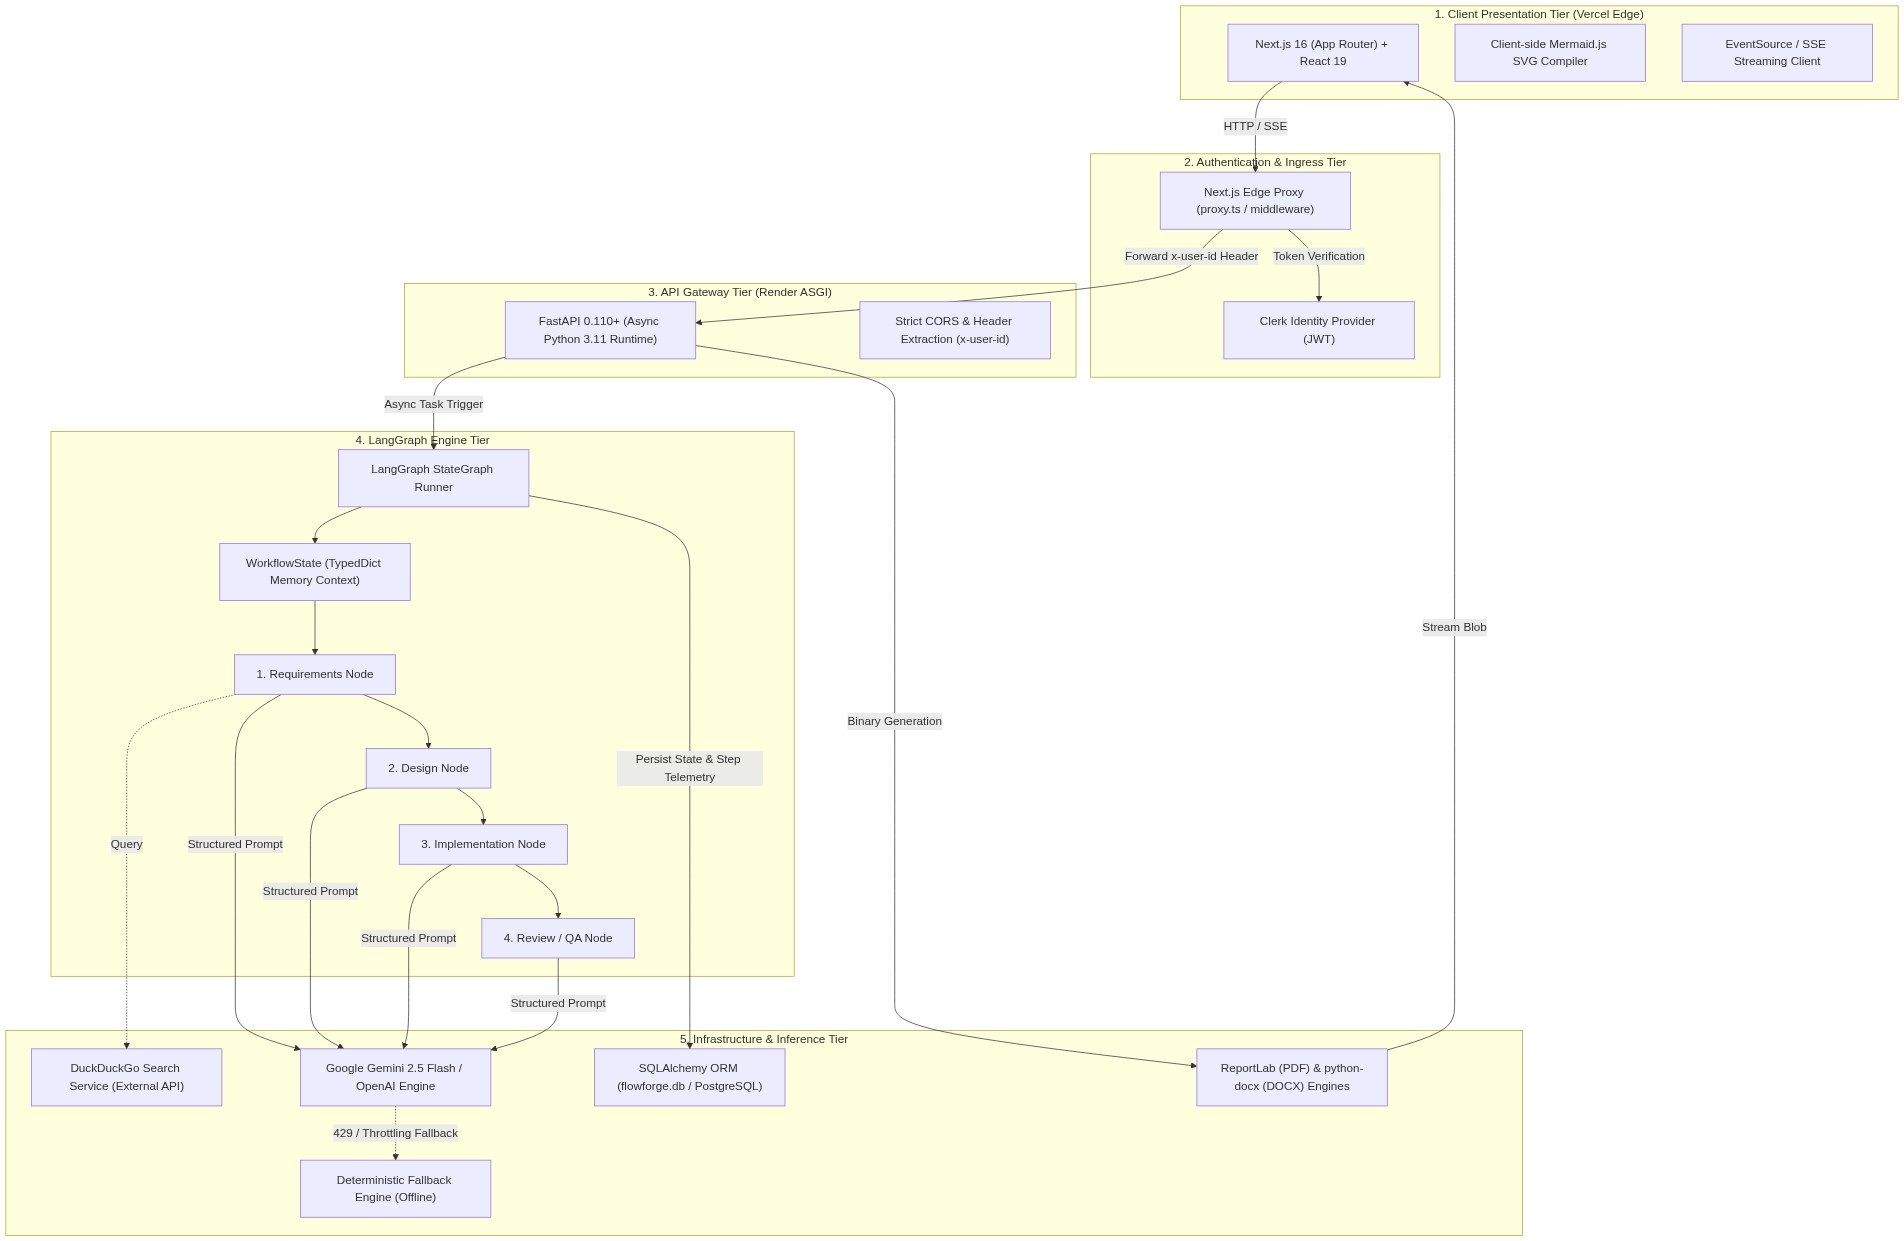 1. Client Presentation Tier (Vercel Edge)
Next.js 16 (App Router) +
React 19
Client-side Mermaid.js
SVG Compiler
EventSource / SSE
Streaming Client
HTTP / SSE
2. Authentication & Ingress Tier
Next.js Edge Proxy
(proxy.ts / middleware)
Forward x-user-id Header
Token Verification
3. API Gateway Tier (Render ASGI)
FastAPI 0.110+ (Async
Python 3.11 Runtime)
Strict CORS & Header
Extraction (x-user-id)
Clerk Identity Provider
(JWT)
Async Task Trigger
4. LangGraph Engine Tier
LangGraph StateGraph
Runner
WorkflowState (TypedDict
Memory Context)
Stream Blob
1. Requirements Node
Binary Generation
2. Design Node
Persist State & Step
Telemetry
3. Implementation Node
Query
Structured Prompt
Structured Prompt
Structured Prompt
4. Review / QA Node
Structured Prompt
5. Infrastructure & Inference Tier
DuckDuckGo Search
Service (External API)
Google Gemini 2.5 Flash /
OpenAI Engine
SQLAlchemy ORM
(flowforge.db / PostgreSQL)
ReportLab (PDF) & python-
docx (DOCX) Engines
429 / Throttling Fallback
Deterministic Fallback
Engine (Offline)